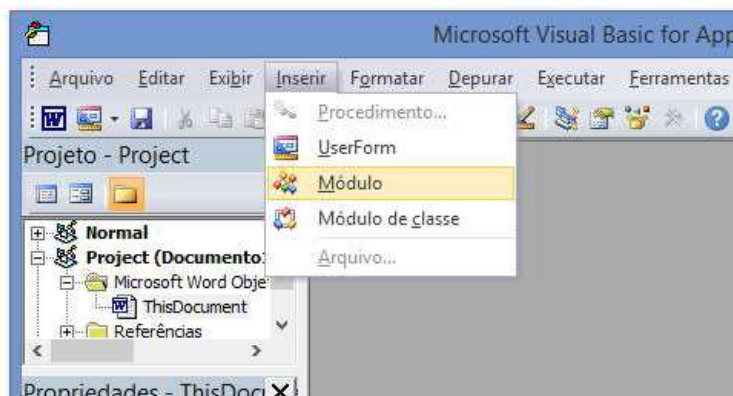 Microsoft Visual Basic for App
Arquivo Editar Exibir Inserir Formatar Depurar Executar Ferramentas
Procedimento...
UserForm
Módulo
Módulo de classe
Arquivo...
Projeto - Project
Normal
Project (Documento
Microsoft Word Obje
ThisDocument
Referências
Propriedades - ThisDocu